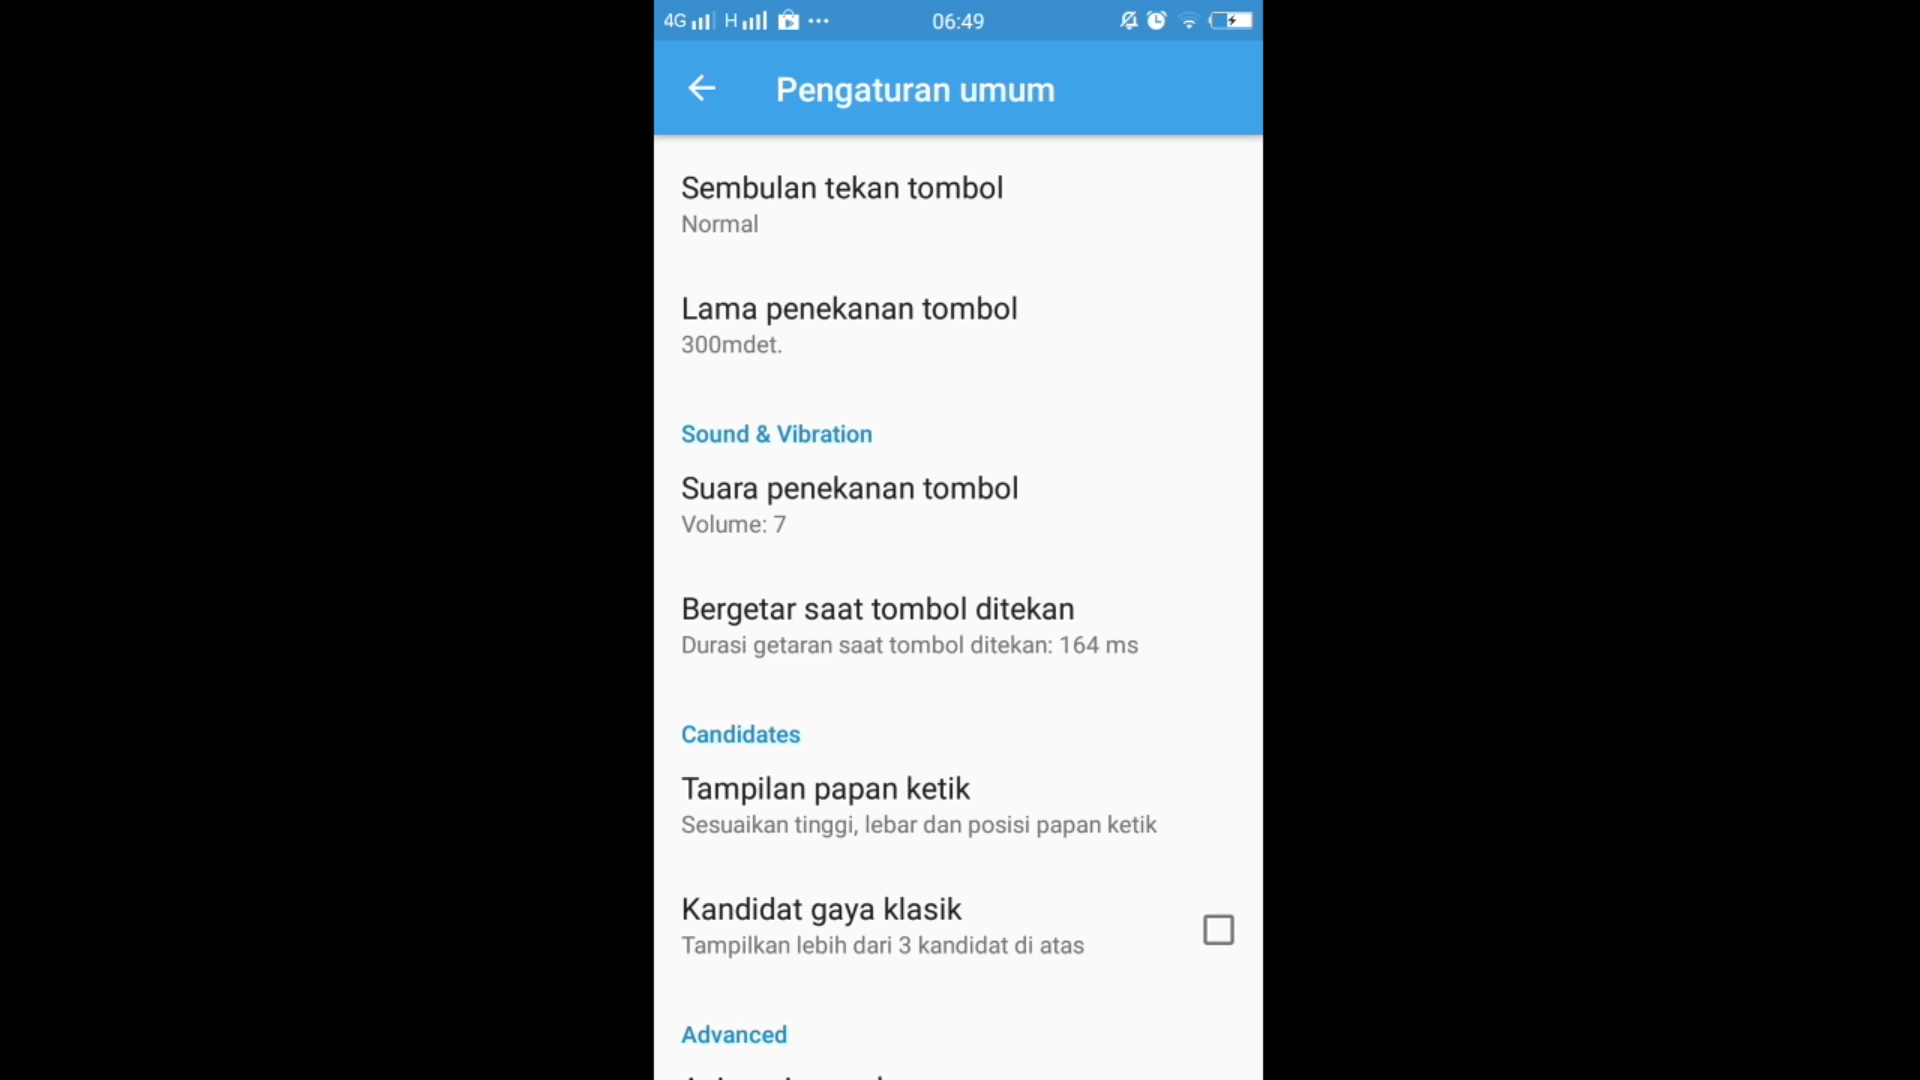 4G H ... 06:49
Pengaturan umum
Sembulan tekan tombol
Normal
Lama penekanan tombol
300mdet.
Sound & Vibration
Suara penekanan tombol
Volume: 7
Bergetar saat tombol ditekan
Durasi getaran saat tombol ditekan: 164 ms
Candidates
Tampilan papan ketik
Sesuaikan tinggi, lebar dan posisi papan ketik
Kandidat gaya klasik
Tampilkan lebih dari 3 kandidat di atas
Advanced